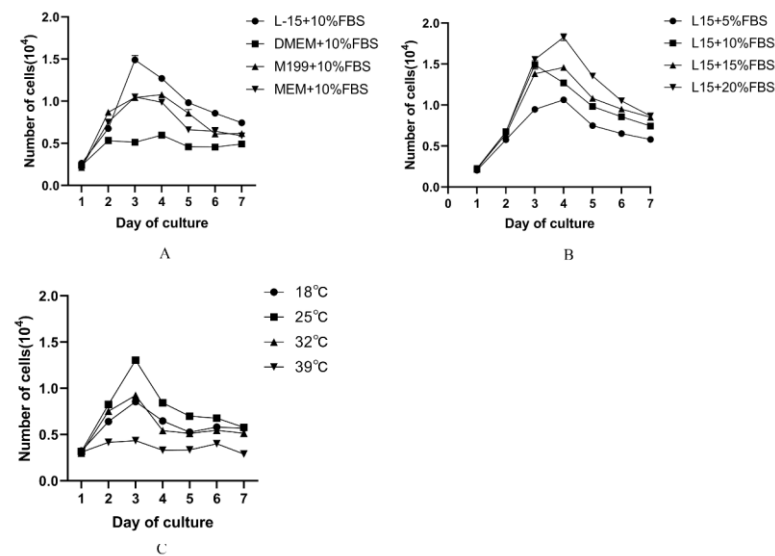 2.0
1.5
1.0
0.5
0.0
Number of cells(10⁴)
1 2 3 4 5 6 7
Day of culture
L-15+10%FBS
DMEM+10%FBS
M199+10%FBS
MEM+10%FBS
A
2.0
1.5
1.0
0.5
0.0
Number of cells(10⁴)
0 1 2 3 4 5 6 7
Day of culture
L15+5%FBS
L15+10%FBS
L15+15%FBS
L15+20%FBS
B
2.0
1.5
1.0
0.5
0.0
Number of cells(10⁴)
1 2 3 4 5 6 7
Day of culture
18℃
25℃
32℃
39℃
C